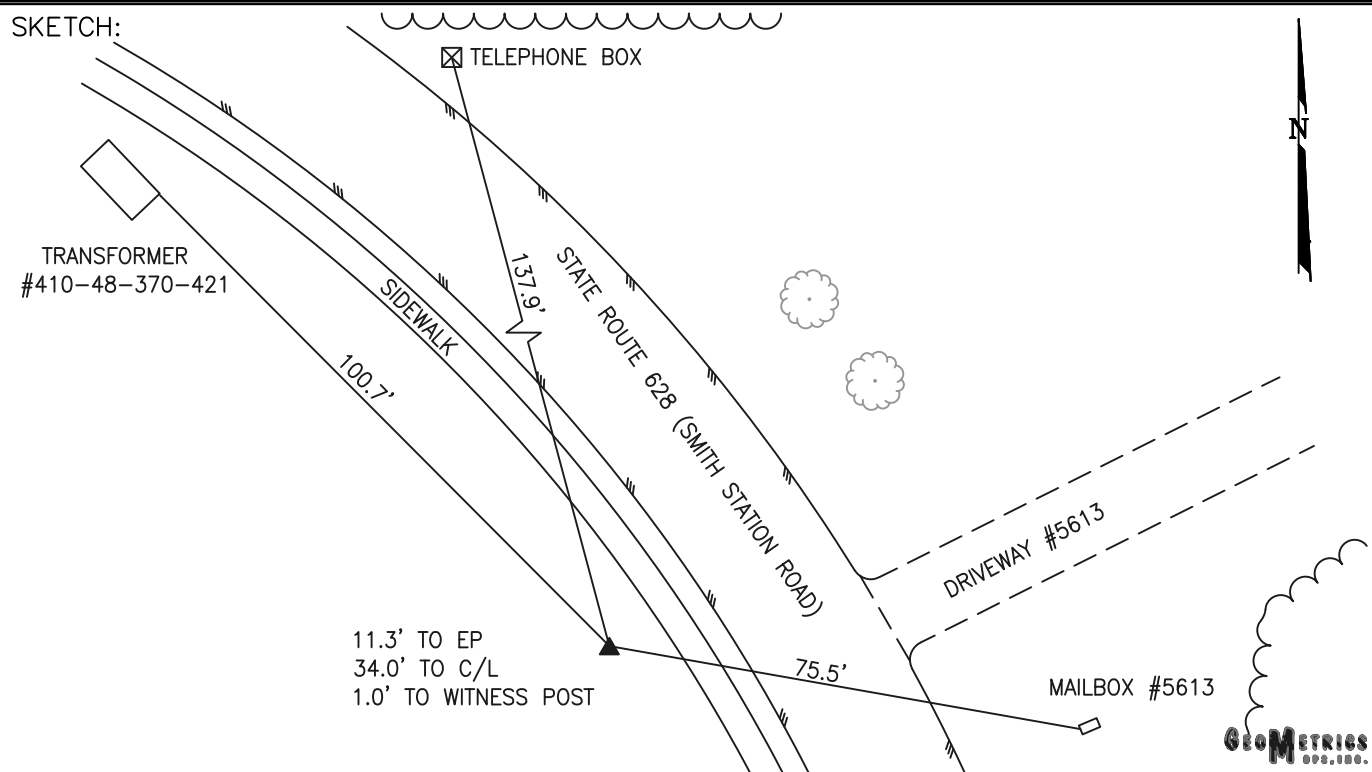 SKETCH:
TELEPHONE BOX
N
TRANSFORMER
#410-48-370-421
SIDEWALK
137.9'
STATE ROUTE 628 (SMITH STATION ROAD)
100.7'
DRIVEWAY #5613
11.3' TO EP
34.0' TO C/L
1.0' TO WITNESS POST
75.5'
MAILBOX #5613
GEOMETRICS
GPS, INC.